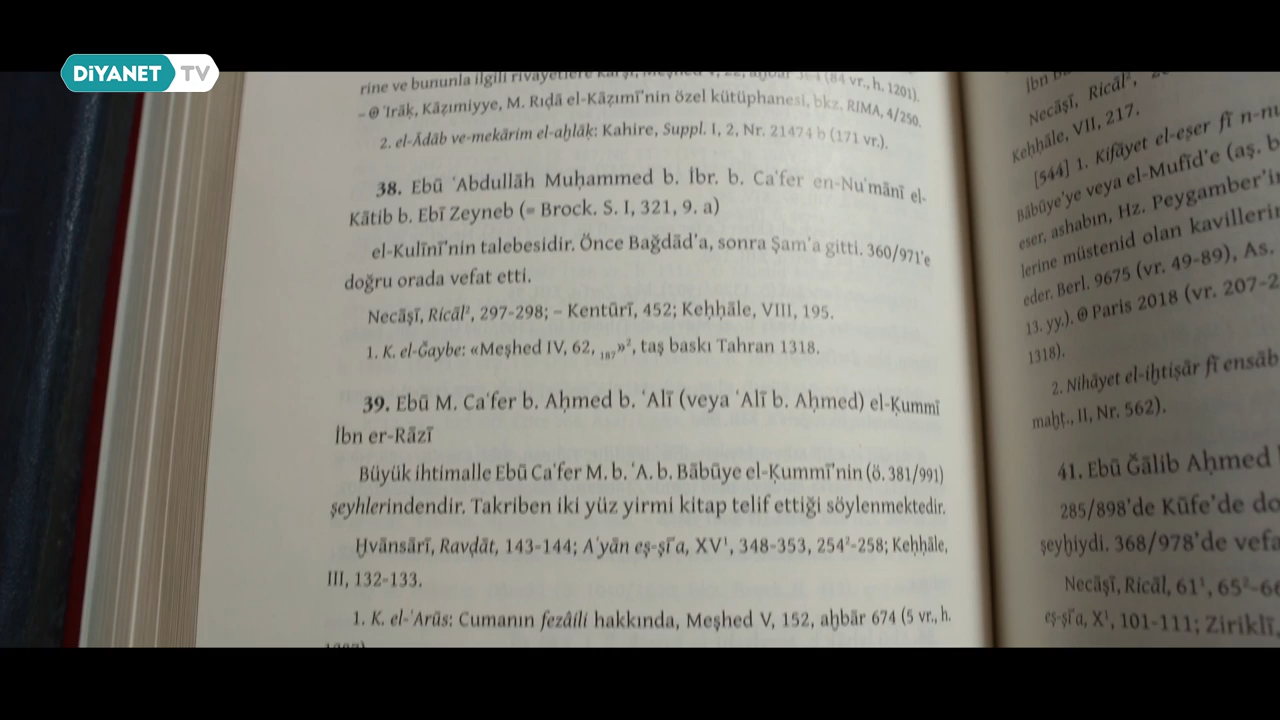 DİYANET TV
rine ve bununla ilgili rivayetlere karşı, Meşhed V, 22, aḫbār 364 (84 vr., h. 1201).
– ⊙ ʿIrāḳ, Kāẓımiyye, M. Rıḍā el-Kāẓımī’nin özel kütüphanesi, bkz. RIMA, 4/250.
2. el-Ādāb ve-mekārim el-aḫlāḳ: Kahire, Suppl. I, 2, Nr. 21474 b (171 vr.).
38. Ebū ʿAbdullāh Muḥammed b. İbr. b. Caʿfer en-Nuʿmānī el-
Kātib b. Ebī Zeyneb (= Brock. S. I, 321, 9. a)
el-Kulīnī’nin talebesidir. Önce Bağdād’a, sonra Şam’a gitti. 360/971’e
doğru orada vefat etti.
Necāşī, Ricāl², 297-298; – Kentūrī, 452; Keḥḥāle, VIII, 195.
1. K. el-Ğaybe: «Meşhed IV, 62, ₁₈₇»², taş baskı Tahran 1318.
39. Ebū M. Caʿfer b. Aḥmed b. ʿAlī (veya ʿAlī b. Aḥmed) el-Ḳummī
İbn er-Rāzī
Büyük ihtimalle Ebū Caʿfer M. b. ʿA. b. Bābūye el-Ḳummī’nin (ö. 381/991)
şeyhlerindendir. Takriben iki yüz yirmi kitap telif ettiği söylenmektedir.
Ḫvānsārī, Ravḍāt, 143-144; Aʿyān eş-şīʿa, XV¹, 348-353, 254²-258; Keḥḥāle,
III, 132-133.
1. K. el-ʿArūs: Cumanın fezâili hakkında, Meşhed V, 152, aḫbār 674 (5 vr., h.
İbn
Necāşī, Ricāl²,
Keḥḥāle, VII, 217.
[544] 1. Kifāyet el-eṣer fī n-nu
Bābūye’ye veya el-Mufīd’e (aş. b
eser, ashabın, Hz. Peygamber’in
lerine müstenid olan kavillerin
eder. Berl. 9675 (vr. 49-89), As.
13. yy.). ⊙ Paris 2018 (vr. 207-2
1318).
2. Nihāyet el-iḫtiṣār fī ensāb
maḫṭ., II, Nr. 562).
41. Ebū Ğālib Aḥmed
285/898’de Kūfe’de do
şeyḫiydi. 368/978’de vefa
Necāşī, Ricāl, 61¹, 65²-66
eş-şīʿa, X¹, 101-111; Ziriklī,